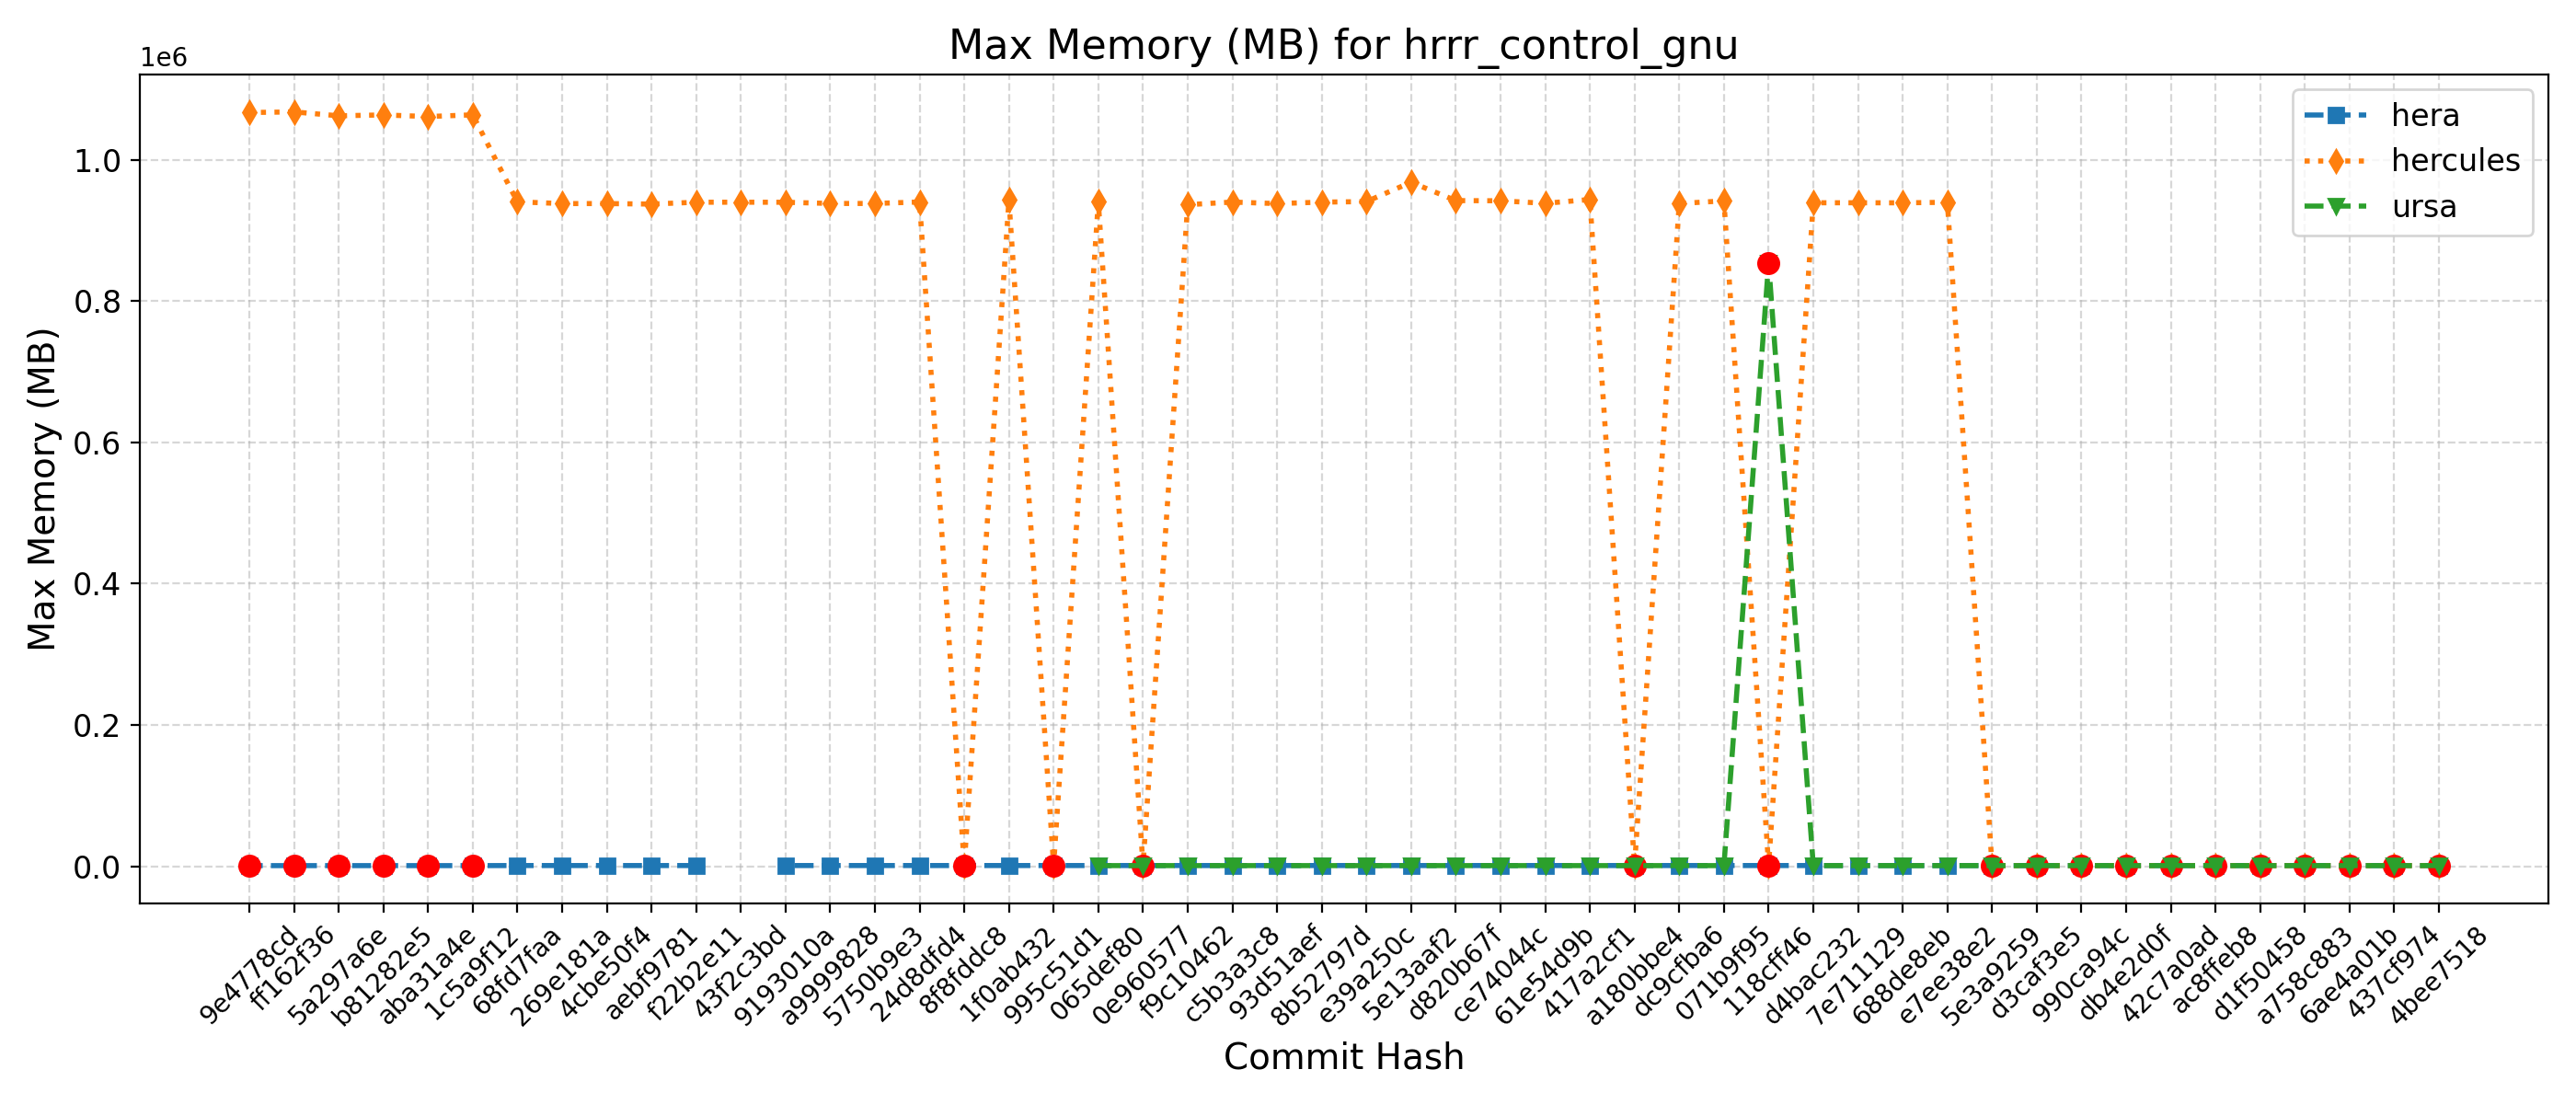 Max Memory (MB) for hrrr_control_gnu
1e6
1.0
0.8
0.6
0.4
0.2
0.0
Max Memory (MB)
hera
hercules
ursa
9e4778cd
ff162f36
5a297a6e
b81282e5
aba31a4e
1c5a9f12
68fd7faa
269e181a
4cbe50f4
aebf9781
f22b2e11
43f2c3bd
9193010a
a9999828
5750b9e3
24d8dfd4
8f8fddc8
1f0ab432
995c51d1
065def80
0e960577
f9c10462
c5b3a3c8
93d51aef
8b52797d
e39a250c
5e13aaf2
d820b67f
ce74044c
61e54d9b
417a2cf1
a180bbe4
dc9cfba6
071b9f95
118cff46
d4bac232
7e711129
688de8eb
e7ee38e2
5e3a9259
d3caf3e5
990ca94c
db4e2d0f
42c7a0ad
ac8ffeb8
d1f50458
a758c883
6ae4a01b
437cf974
4bee7518
Commit Hash